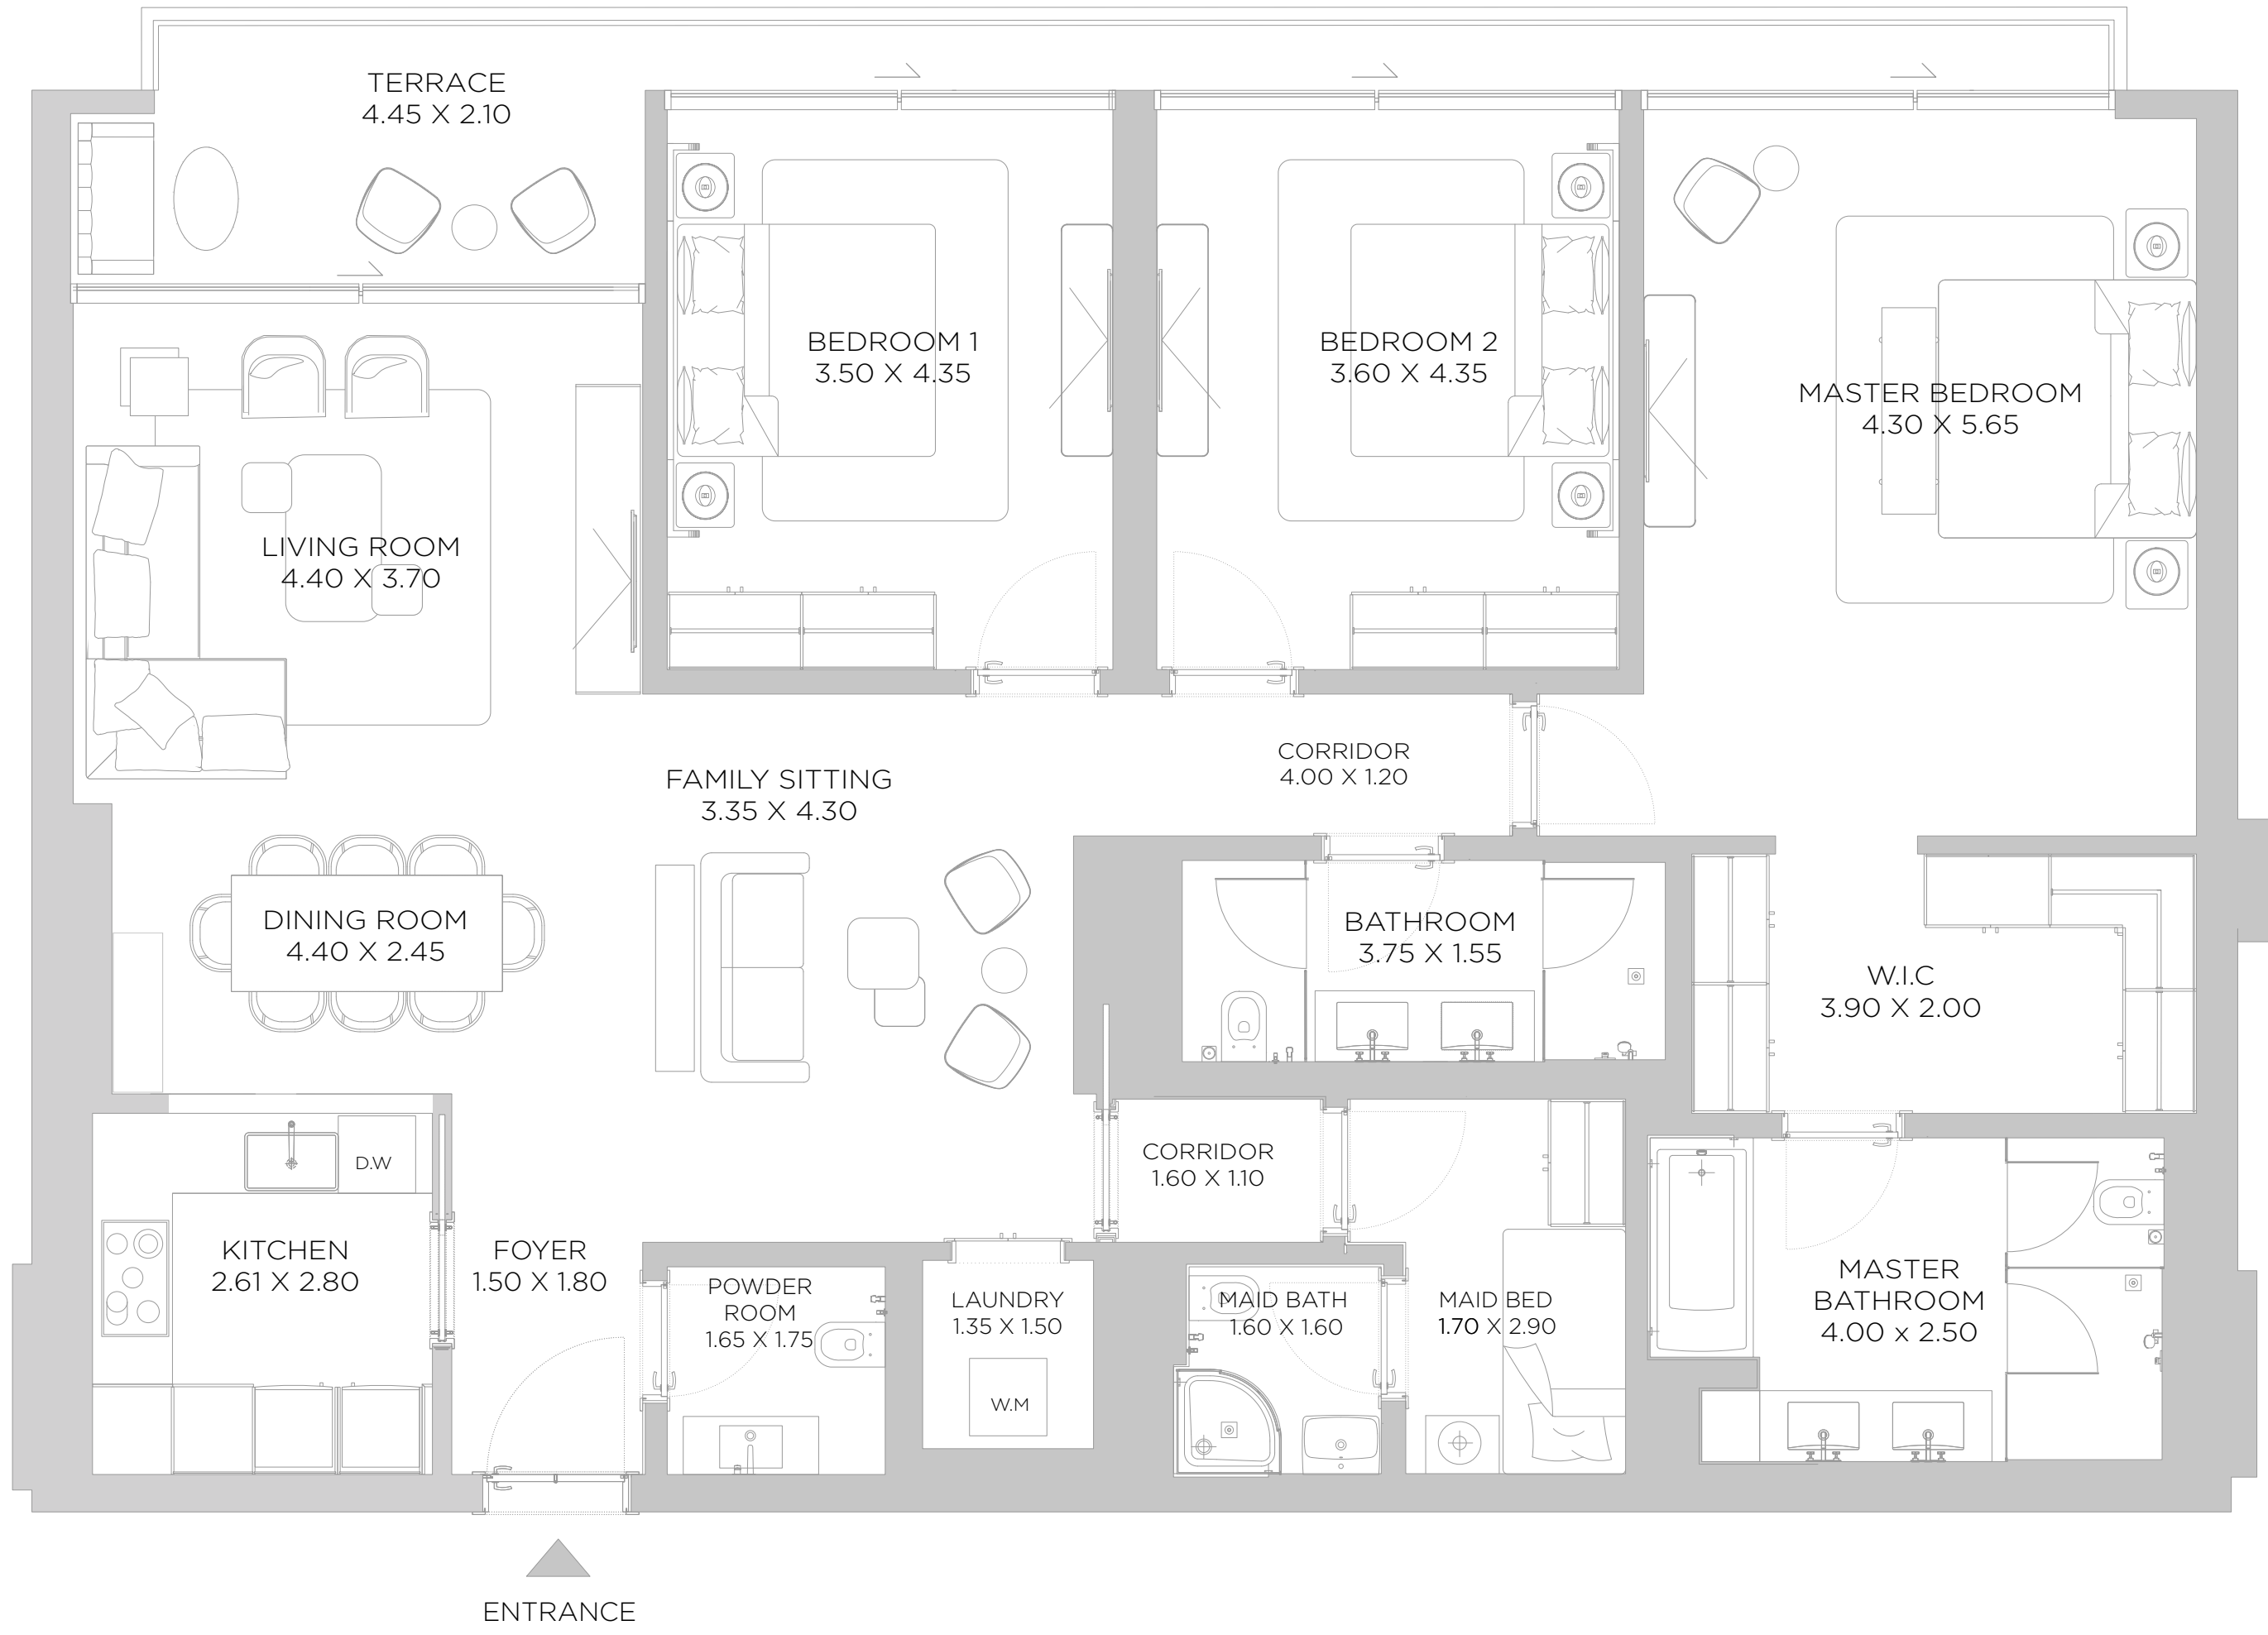 TERRACE
4.45 X 2.10
BEDROOM 1
3.50 X 4.35
BEDROOM 2
3.60 X 4.35
MASTER BEDROOM
4.30 X 5.65
LIVING ROOM
4.40 X 3.70
FAMILY SITTING
3.35 X 4.30
CORRIDOR
4.00 X 1.20
DINING ROOM
4.40 X 2.45
BATHROOM
3.75 X 1.55
W.I.C
3.90 X 2.00
D.W
KITCHEN
2.61 X 2.80
FOYER
1.50 X 1.80
CORRIDOR
1.60 X 1.10
POWDER
ROOM
1.65 X 1.75
LAUNDRY
1.35 X 1.50
W.M
MAID BATH
1.60 X 1.60
MAID BED
1.70 X 2.90
MASTER
BATHROOM
4.00 x 2.50
ENTRANCE